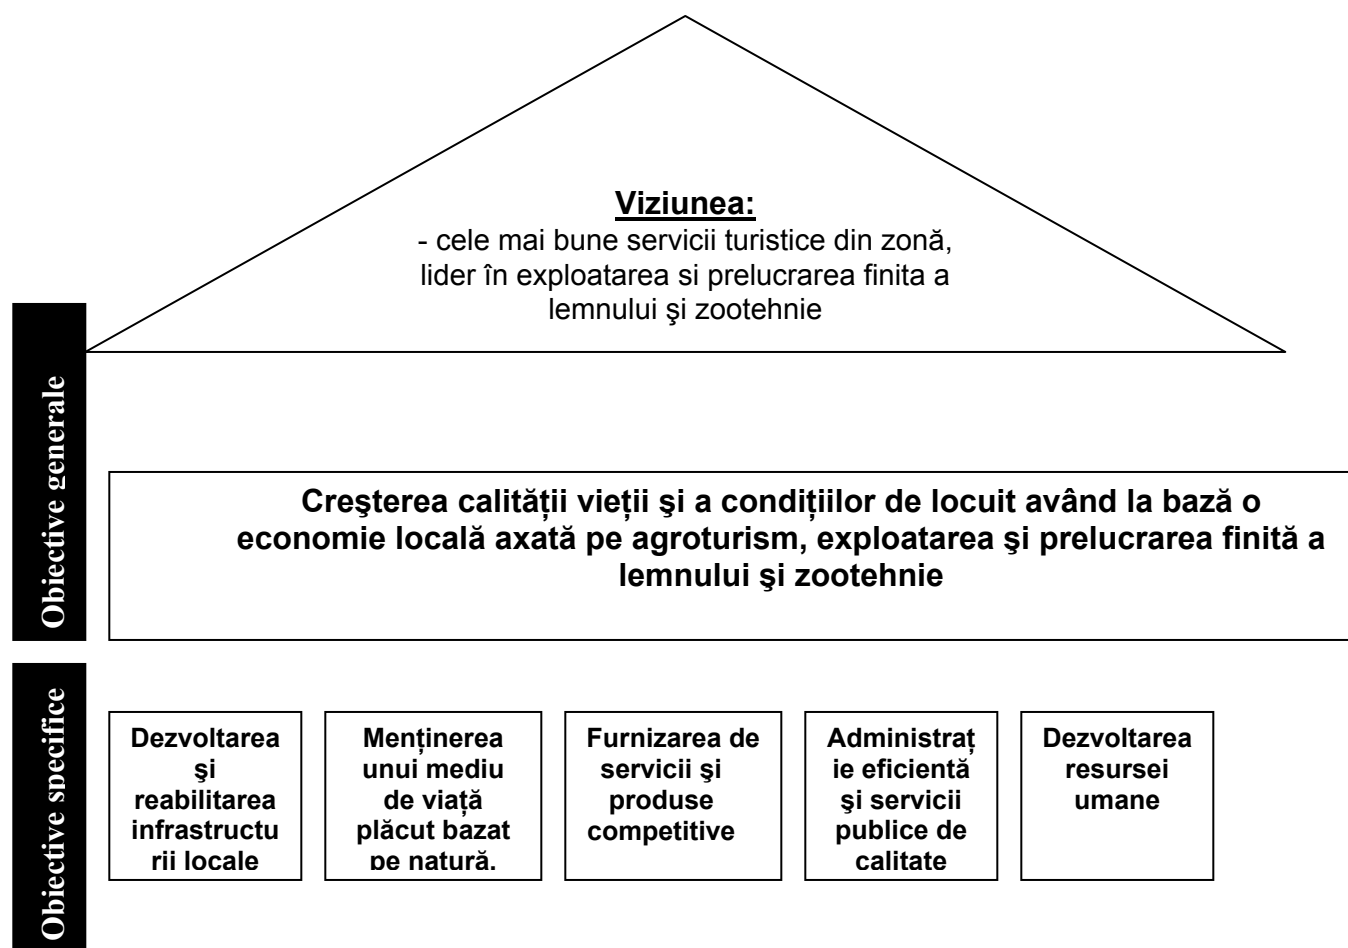 Viziunea:
- cele mai bune servicii turistice din zonă,
lider în exploatarea si prelucrarea finita a
lemnului şi zootehnie
Obiective generale
Creşterea calităţii vieţii şi a condiţiilor de locuit având la bază o
economie locală axată pe agroturism, exploatarea şi prelucrarea finită a
lemnului şi zootehnie
Obiective specifice
Dezvoltarea
şi
reabilitarea
infrastructu
rii locale
Menţinerea
unui mediu
de viaţă
plăcut bazat
pe natură.
Furnizarea de
servicii şi
produse
competitive
Administraţ
ie eficientă
şi servicii
publice de
calitate
Dezvoltarea
resursei
umane